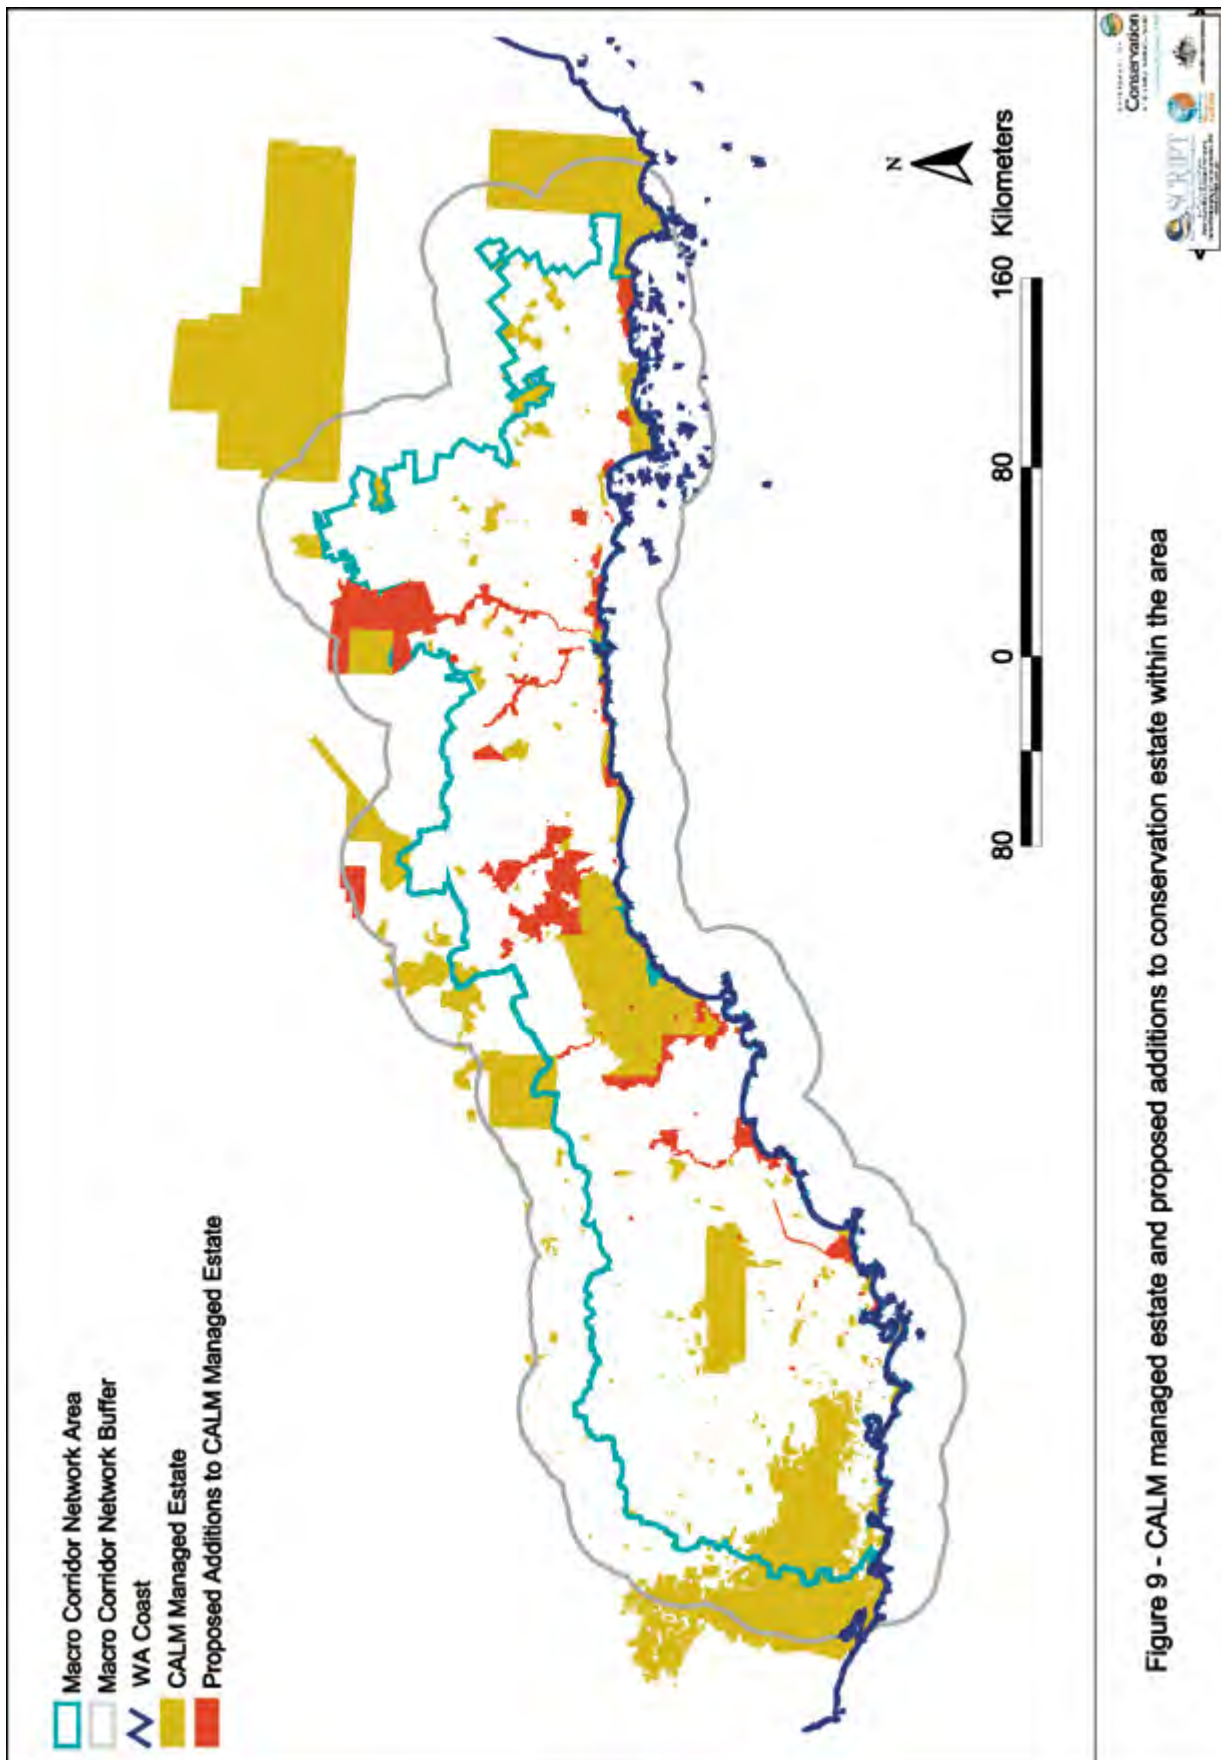 Macro Corridor Network Area
Macro Corridor Network Buffer
WA Coast
CALM Managed Estate
Proposed Additions to CALM Managed Estate
N
80 0 80 160 Kilometers
Figure 9 - CALM managed estate and proposed additions to conservation estate within the area
Conservation
SCRIPT